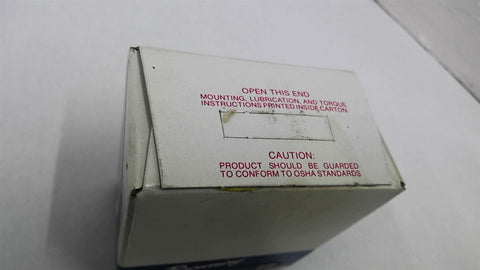 OPEN THIS END
MOUNTING, LUBRICATION, AND TORQUE
INSTRUCTIONS PRINTED INSIDE CARTON
CAUTION:
PRODUCT SHOULD BE GUARDED
TO CONFORM TO OSHA STANDARDS